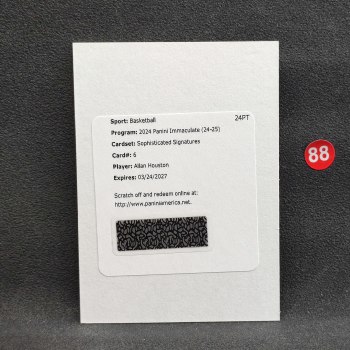 Sport: Basketball 24PT
Program: 2024 Panini Immaculate (24-25)
Cardset: Sophisticated Signatures
Card#: 6
Player: Allan Houston
Expires: 03/24/2027
Scratch off and redeem online at:
http://www.paniniamerica.net.
88